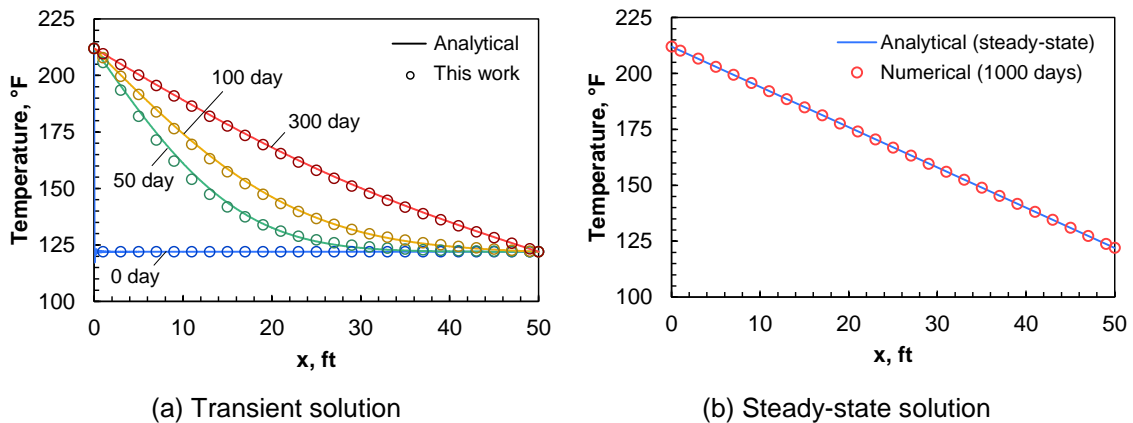 225
200
175
150
125
100
Temperature, °F
Analytical
This work
100 day
300 day
50 day
0 day
0 10 20 30 40 50
x, ft
(a) Transient solution
225
200
175
150
125
100
Temperature, °F
Analytical (steady-state)
Numerical (1000 days)
0 10 20 30 40 50
x, ft
(b) Steady-state solution